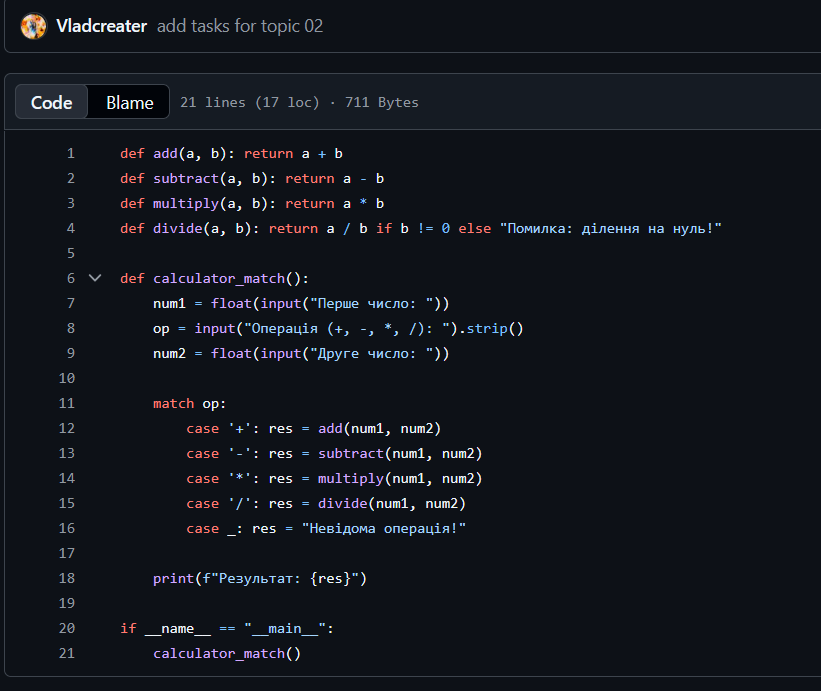 Vladcreater add tasks for topic 02
Code Blame 21 lines (17 loc) · 711 Bytes
1 def add(a, b): return a + b
2 def subtract(a, b): return a - b
3 def multiply(a, b): return a * b
4 def divide(a, b): return a / b if b != 0 else "Помилка: ділення на нуль!"
5
6 def calculator_match():
7     num1 = float(input("Перше число: "))
8     op = input("Операція (+, -, *, /): ").strip()
9     num2 = float(input("Друге число: "))
10
11     match op:
12         case '+': res = add(num1, num2)
13         case '-': res = subtract(num1, num2)
14         case '*': res = multiply(num1, num2)
15         case '/': res = divide(num1, num2)
16         case _: res = "Невідома операція!"
17
18     print(f"Результат: {res}")
19
20 if __name__ == "__main__":
21     calculator_match()